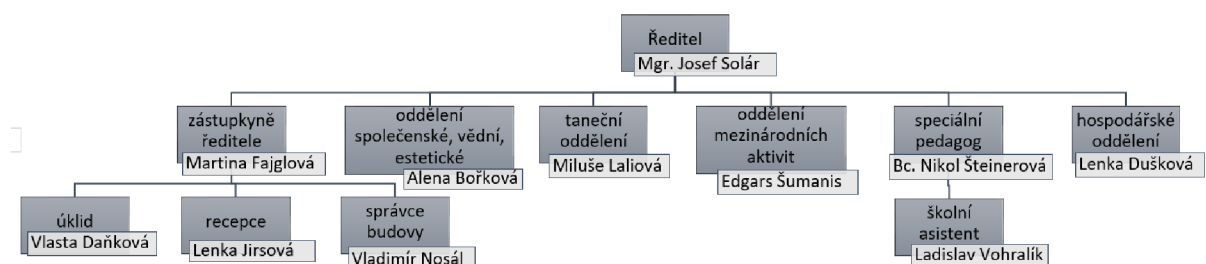 Ředitel
Mgr. Josef Solár
zástupkyně
ředitele
Martina Fajglová
oddělení
společenské, vědní,
estetické
Alena Bořková
taneční
oddělení
Miluše Laliová
oddělení
mezinárodních
aktivit
Edgars Šumanis
speciální
pedagog
Bc. Nikol Šteinerová
hospodářské
oddělení
Lenka Dušková
úklid
Vlasta Daňková
recepce
Lenka Jirsová
správce
budovy
Vladimír Nosál
školní
asistent
Ladislav Vohralík